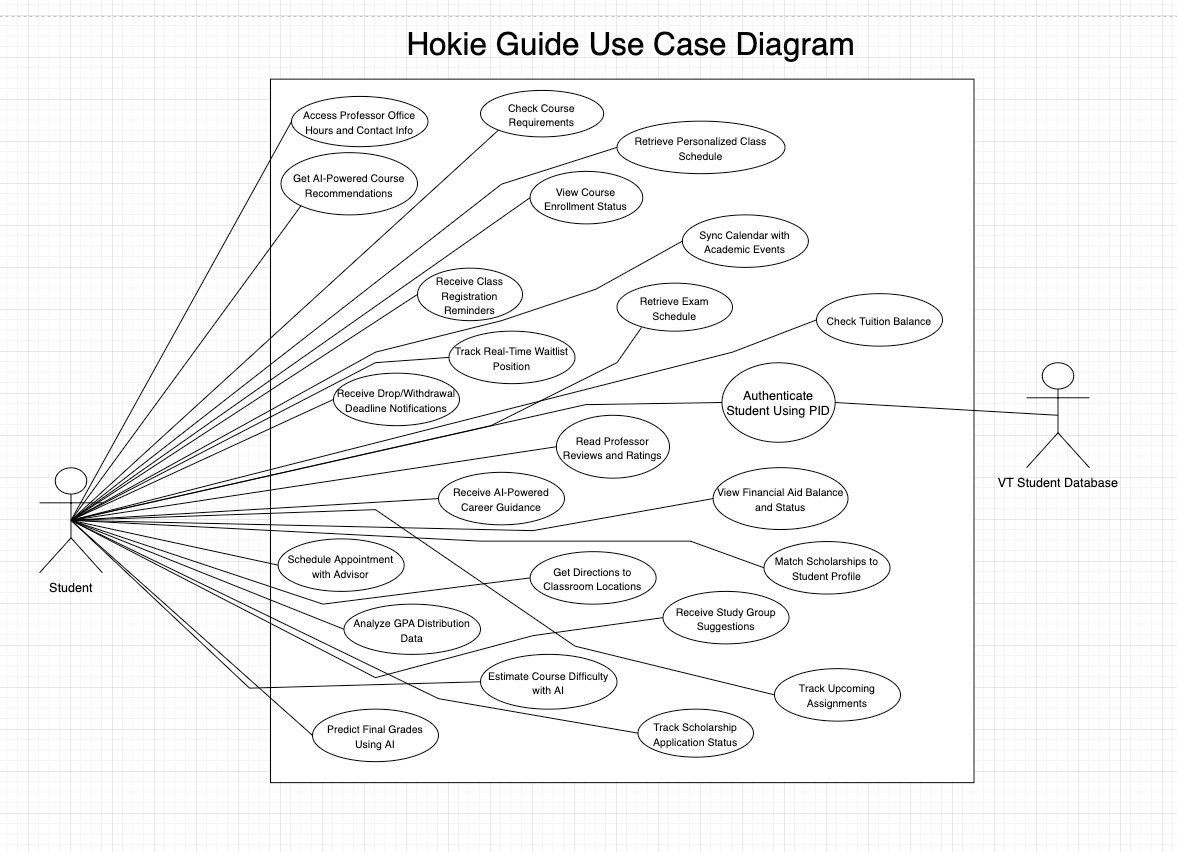 Hokie Guide Use Case Diagram
Access Professor Office
Hours and Contact Info
Check Course
Requirements
Retrieve Personalized Class
Schedule
Get AI-Powered Course
Recommendations
View Course
Enrollment Status
Sync Calendar with
Academic Events
Receive Class
Registration
Reminders
Retrieve Exam
Schedule
Check Tuition Balance
Track Real-Time Waitlist
Position
Receive Drop/Withdrawal
Deadline Notifications
Authenticate
Student Using PID
Read Professor
Reviews and Ratings
VT Student Database
Receive AI-Powered
Career Guidance
View Financial Aid Balance
and Status
Student
Schedule Appointment
with Advisor
Get Directions to
Classroom Locations
Match Scholarships to
Student Profile
Analyze GPA Distribution
Data
Receive Study Group
Suggestions
Estimate Course Difficulty
with AI
Track Upcoming
Assignments
Predict Final Grades
Using AI
Track Scholarship
Application Status